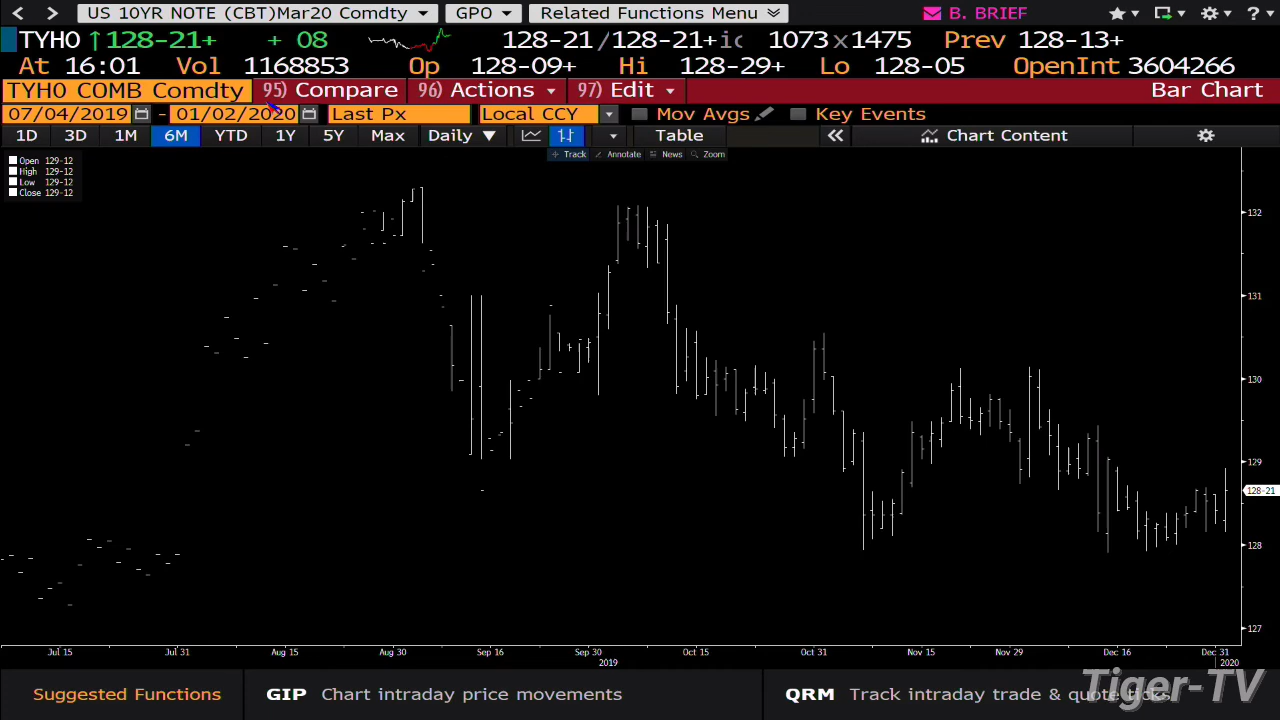 US 10YR NOTE (CBT)Mar20 Comdty GPO Related Functions Menu B. BRIEF ?
TYH0 ↑128-21+ + 08 128-21/128-21+ic 1073x1475 Prev 128-13+
At 16:01 Vol 1168853 Op 128-09+ Hi 128-29+ Lo 128-05 OpenInt 3604266
TYH0 COMB Comdty 95) Compare 96) Actions 97) Edit Bar Chart
07/04/2019 - 01/02/2020 Last Px Local CCY Mov Avgs Key Events
1D 3D 1M 6M YTD 1Y 5Y Max Daily Table Chart Content
Track Annotate News Zoom
Open 129-12
High 129-12
Low 129-12
Close 129-12
132
131
130
129
128-21
128
127
Jul 15 Jul 31 Aug 15 Aug 30 Sep 16 Sep 30 Oct 15 Oct 31 Nov 15 Nov 29 Dec 16 Dec 31
2019 2020
Suggested Functions GIP Chart intraday price movements QRM Track intraday trade & quote ticks
Tiger-TV